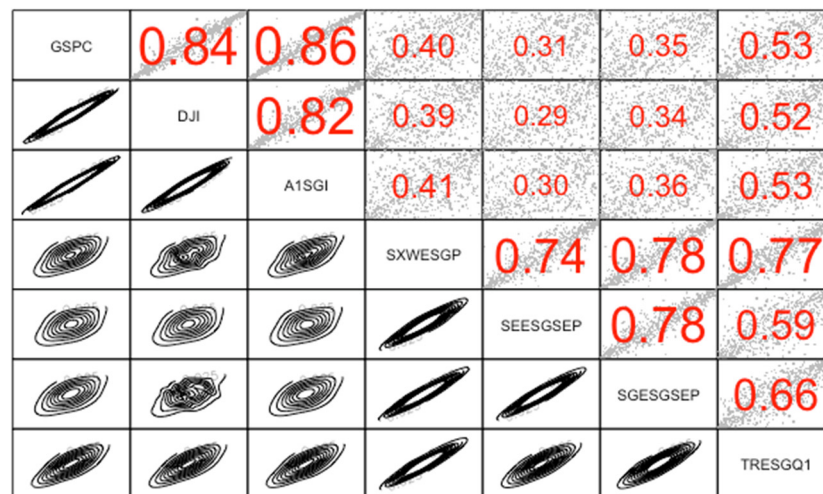 GSPC 0.84 0.86 0.40 0.31 0.35 0.53
DJI 0.82 0.39 0.29 0.34 0.52
A1SGI 0.41 0.30 0.36 0.53
SXWESGP 0.74 0.78 0.77
SEESGSEP 0.78 0.59
SGESGSEP 0.66
TRESGQ1